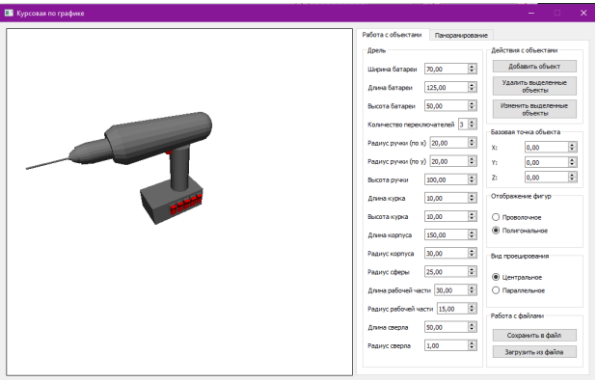 Курсовая по графике
Работа с объектами
Панорамирование
Дрель
Ширина батареи 70,00
Длина батареи 125,00
Высота батареи 50,00
Количество переключателей 3
Радиус ручки (по x) 20,00
Радиус ручки (по y) 20,00
Высота ручки 100,00
Длина курка 10,00
Высота курка 10,00
Длина корпуса 150,00
Радиус корпуса 30,00
Радиус сферы 25,00
Длина рабочей части 30,00
Радиус рабочей части 15,00
Длина сверла 50,00
Радиус сверла 1,00
Действия с объектами
Добавить объект
Удалить выделенные
объекты
Изменить выделенные
объекты
Базовая точка объекта
X: 0,00
Y: 0,00
Z: 0,00
Отображение фигур
Проволочное
Полигональное
Вид проецирования
Центральное
Параллельное
Работа с файлами
Сохранить в файл
Загрузить из файла